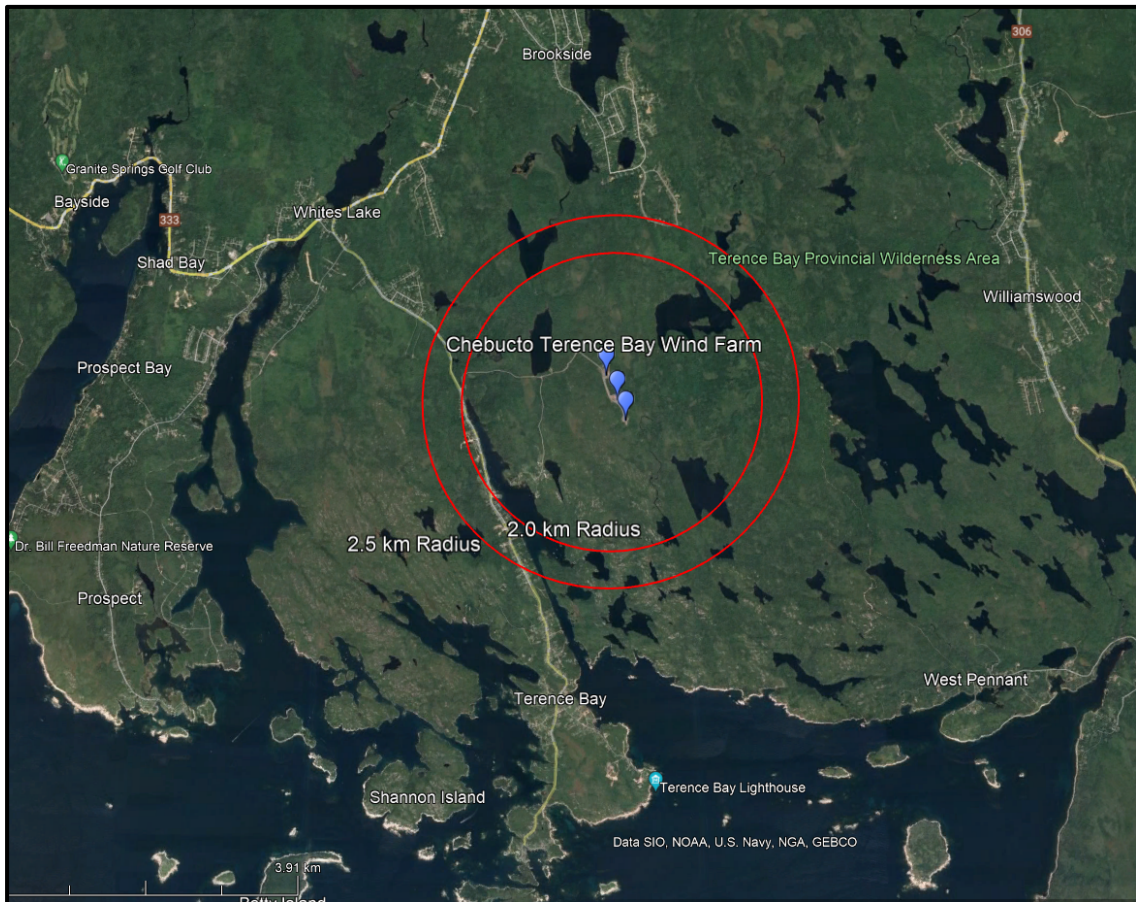 Brookside
306
Granite Springs Golf Club
Bayside
Whites Lake
333
Shad Bay
Terence Bay Provincial Wilderness Area
Williamswood
Chebucto Terence Bay Wind Farm
Prospect Bay
2.0 km Radius
2.5 km Radius
Dr. Bill Freedman Nature Reserve
Prospect
West Pennant
Terence Bay
Terence Bay Lighthouse
Shannon Island
Data SIO, NOAA, U.S. Navy, NGA, GEBCO
3.91 km
Betty Island